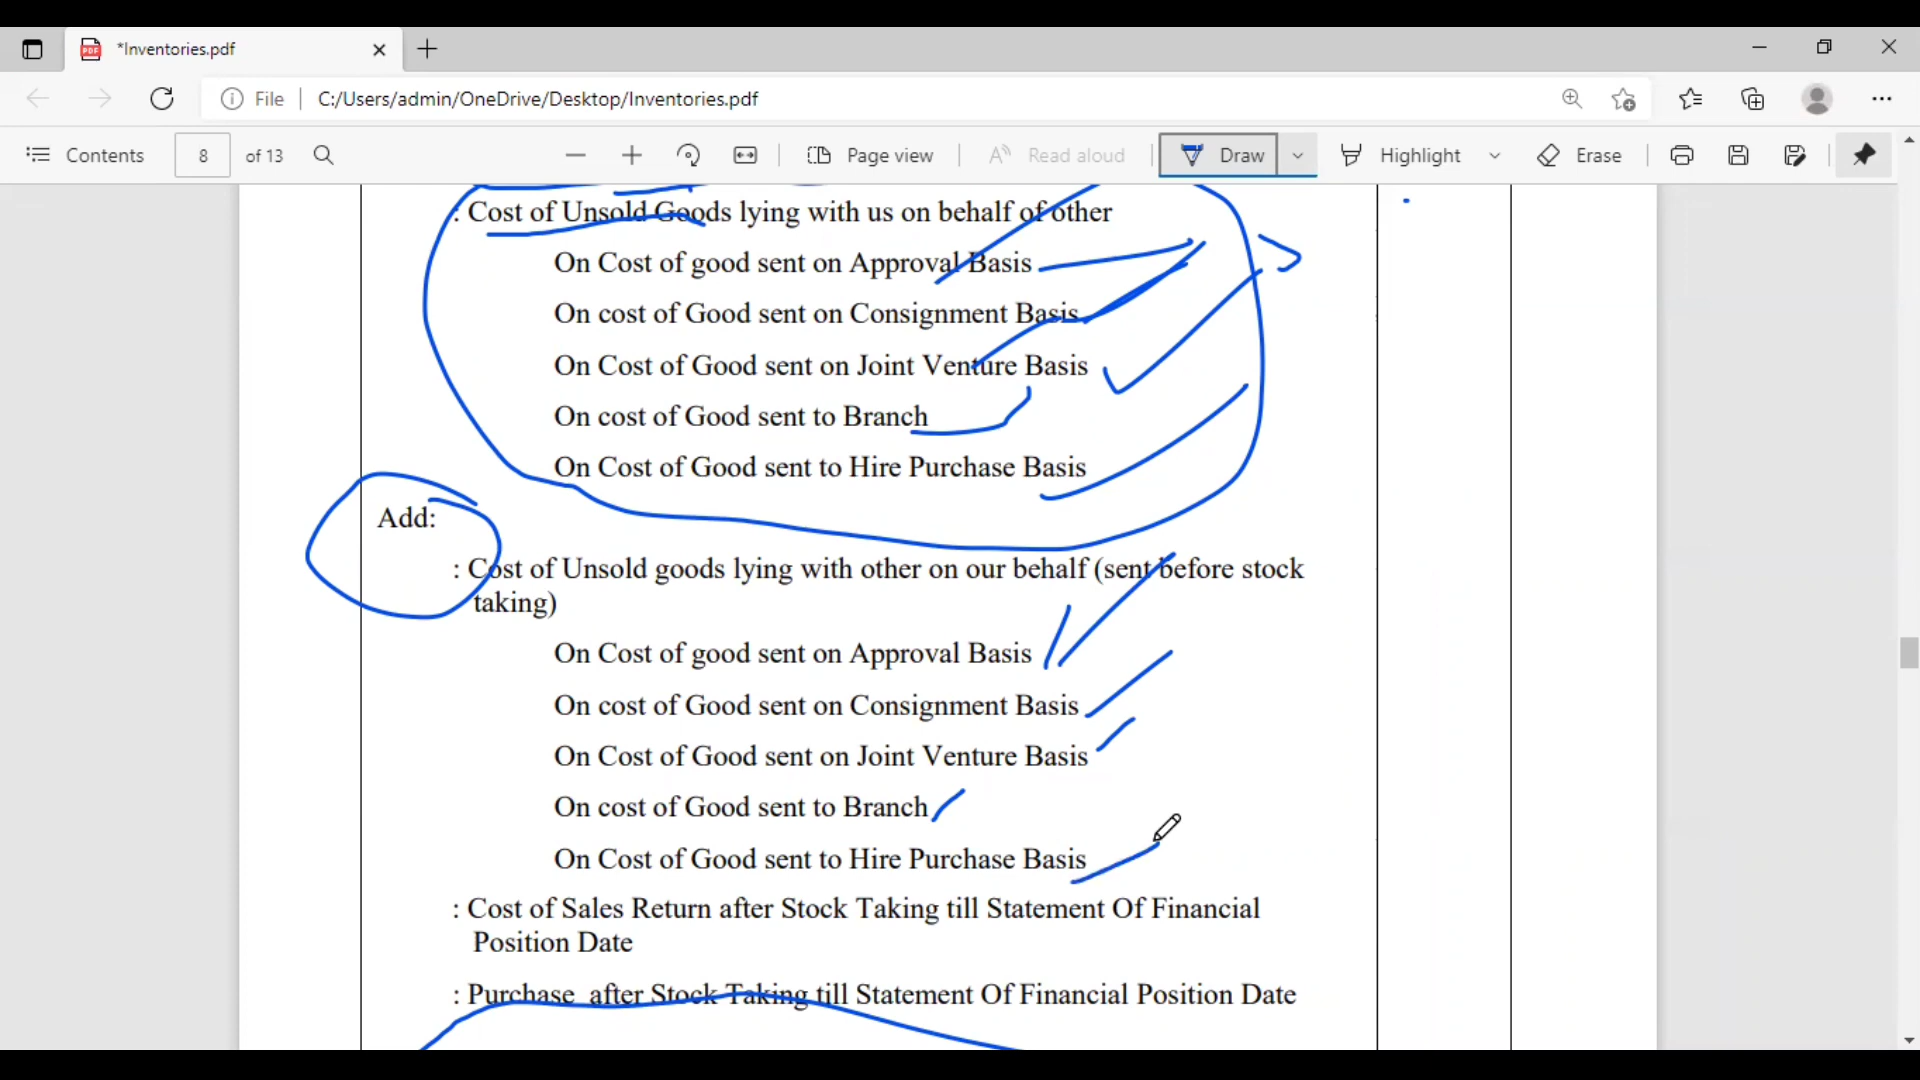 *Inventories.pdf
File
C:/Users/admin/OneDrive/Desktop/Inventories.pdf
Contents
8 of 13
Page view
Read aloud
Draw
Highlight
Erase
: Cost of Unsold Goods lying with us on behalf of other
On Cost of good sent on Approval Basis
On cost of Good sent on Consignment Basis
On Cost of Good sent on Joint Venture Basis
On cost of Good sent to Branch
On Cost of Good sent to Hire Purchase Basis
Add:
: Cost of Unsold goods lying with other on our behalf (sent before stock
taking)
On Cost of good sent on Approval Basis
On cost of Good sent on Consignment Basis
On Cost of Good sent on Joint Venture Basis
On cost of Good sent to Branch
On Cost of Good sent to Hire Purchase Basis
: Cost of Sales Return after Stock Taking till Statement Of Financial
Position Date
: Purchase after Stock Taking till Statement Of Financial Position Date